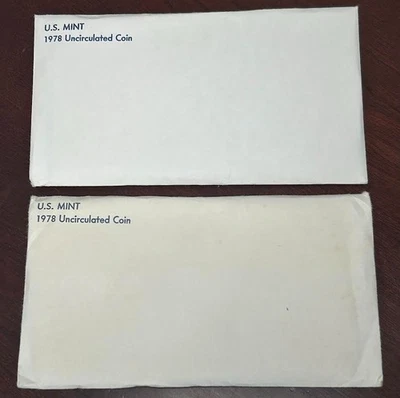 U.S. MINT
1978 Uncirculated Coin
U.S. MINT
1978 Uncirculated Coin